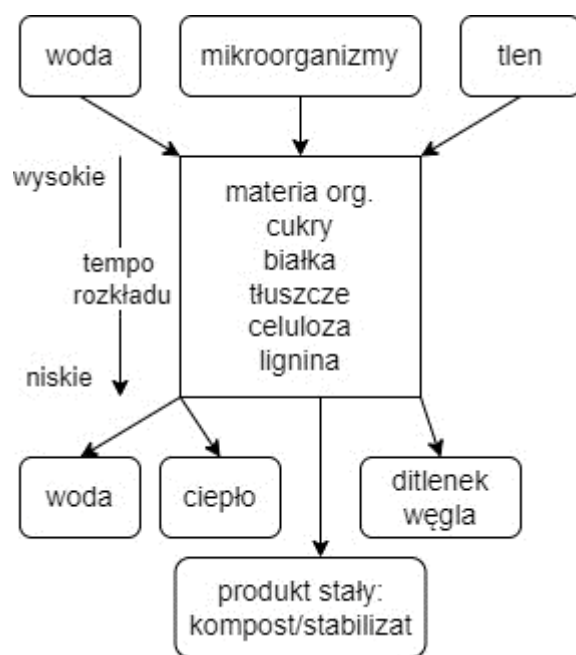 woda
mikroorganizmy
tlen
wysokie
tempo
rozkładu
niskie
materia org.
cukry
białka
tłuszcze
celuloza
lignina
woda
ciepło
ditlenek
węgla
produkt stały:
kompost/stabilizat